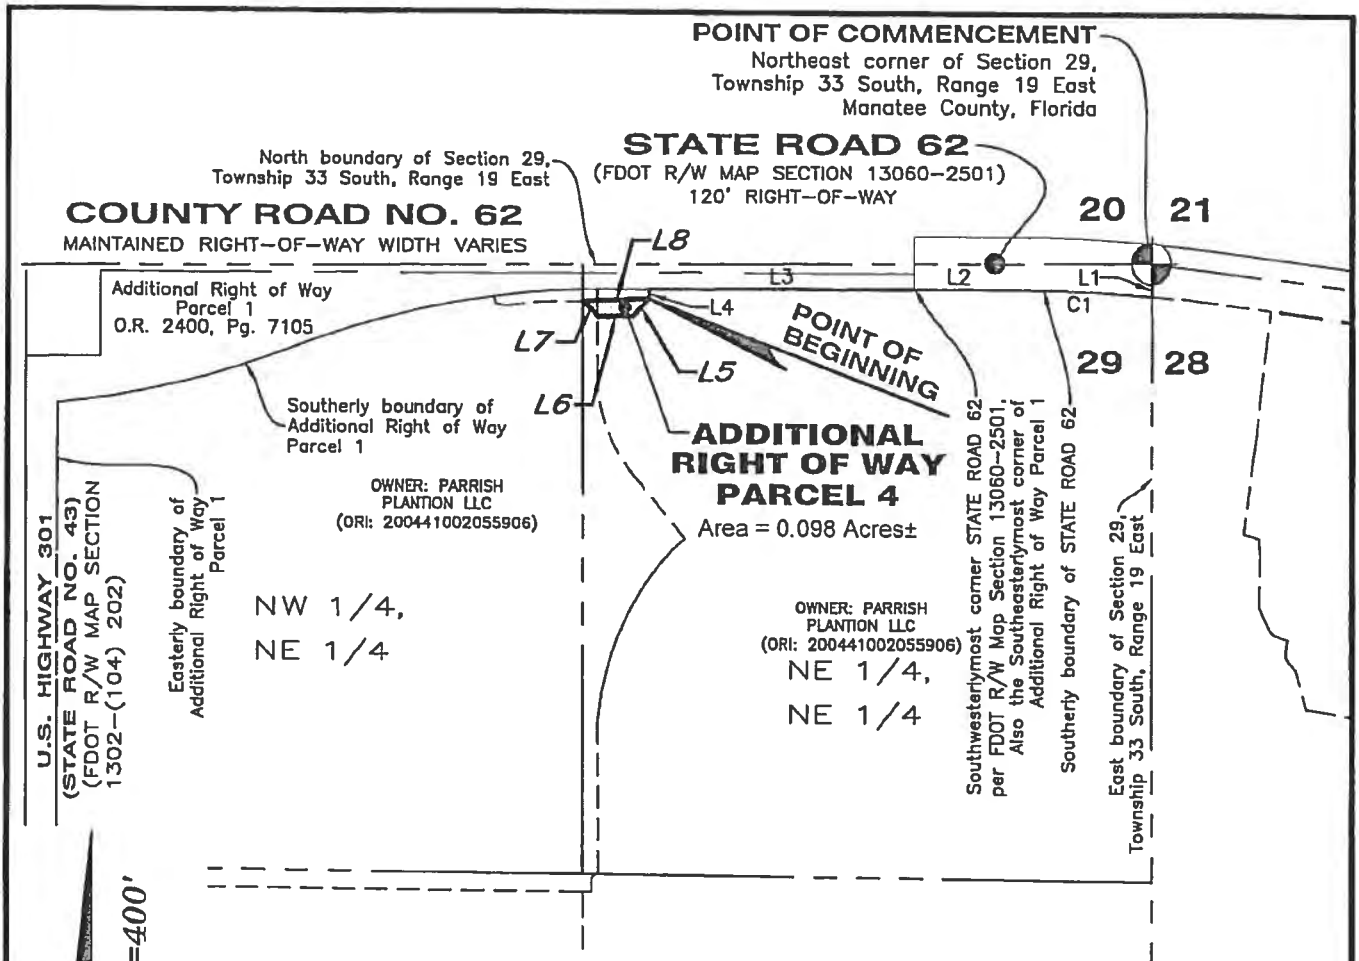 POINT OF COMMENCEMENT
Northeast corner of Section 29,
Township 33 South, Range 19 East
Manatee County, Florida
STATE ROAD 62
(FDOT R/W MAP SECTION 13060-2501)
120' RIGHT-OF-WAY
North boundary of Section 29,
Township 33 South, Range 19 East
COUNTY ROAD NO. 62
MAINTAINED RIGHT-OF-WAY WIDTH VARIES
20
21
L8
L3
L2
L1
C1
L4
Additional Right of Way
Parcel 1
O.R. 2400, Pg. 7105
L7
L6
L5
POINT OF
BEGINNING
29
28
Southerly boundary of
Additional Right of Way
Parcel 1
ADDITIONAL
RIGHT OF WAY
PARCEL 4
Area = 0.098 Acres±
OWNER: PARRISH
PLANTION LLC
(ORI: 200441002055906)
NW 1/4,
NE 1/4
OWNER: PARRISH
PLANTION LLC
(ORI: 200441002055906)
NE 1/4,
NE 1/4
U.S. HIGHWAY 301
(STATE ROAD NO. 43)
(FDOT R/W MAP SECTION
1302-(104) 202)
Easterly boundary of
Additional Right of Way
Parcel 1
Southwesterlymost corner STATE ROAD 62
per FDOT R/W Map Section 13060-2501,
Also the Southeasterlymost corner of
Additional Right of Way Parcel 1
Southerly boundary of STATE ROAD 62
East boundary of Section 29,
Township 33 South, Range 19 East
=400'